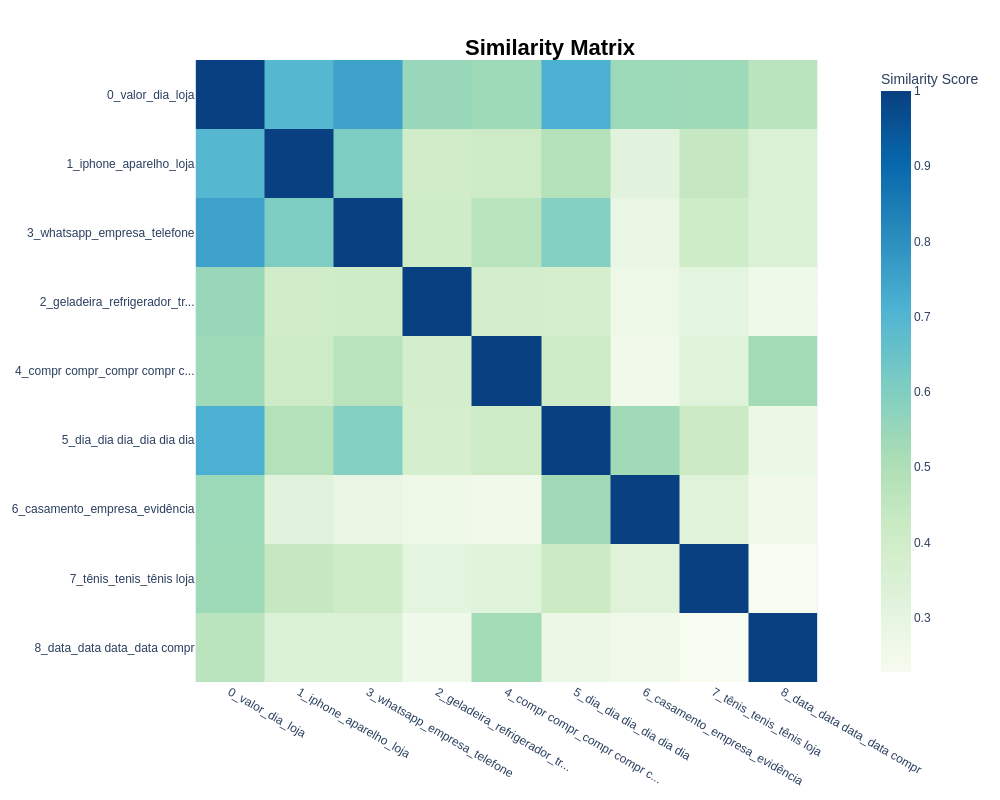 Similarity Matrix
Similarity Score
0_valor_dia_loja
1_iphone_aparelho_loja
3_whatsapp_empresa_telefone
2_geladeira_refrigerador_tr...
4_compr compr_compr compr c...
5_dia_dia dia_dia dia dia
6_casamento_empresa_evidência
7_tênis_tenis_tênis loja
8_data_data data_data compr
1
0.9
0.8
0.7
0.6
0.5
0.4
0.3
0_valor_dia_loja
1_iphone_aparelho_loja
3_whatsapp_empresa_telefone
2_geladeira_refrigerador_tr...
4_compr compr_compr compr c...
5_dia_dia dia_dia dia dia
6_casamento_empresa_evidência
7_tênis_tenis_tênis loja
8_data_data data_data compr